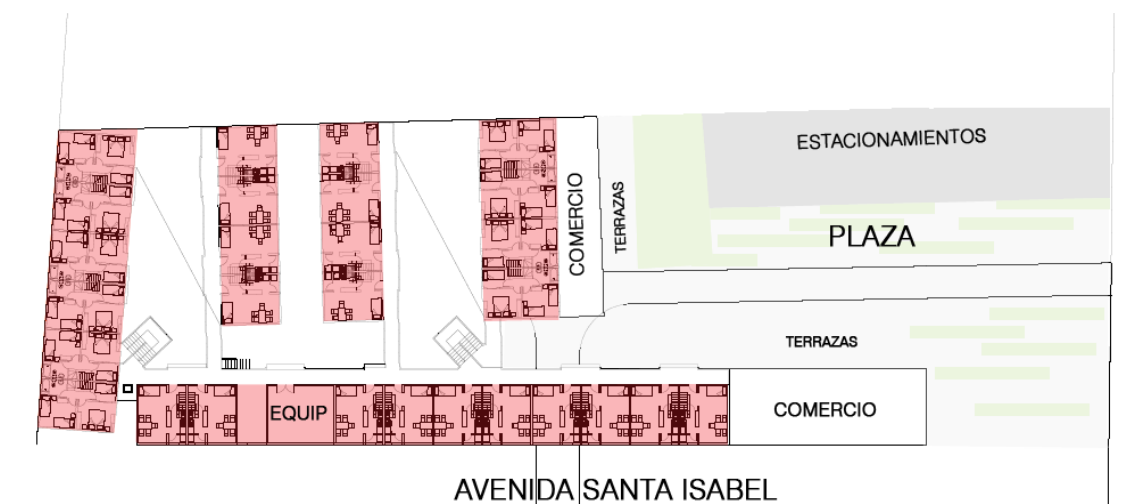 ESTACIONAMIENTOS
COMERCIO
TERRAZAS
PLAZA
TERRAZAS
EQUIP
COMERCIO
AVENIDA SANTA ISABEL